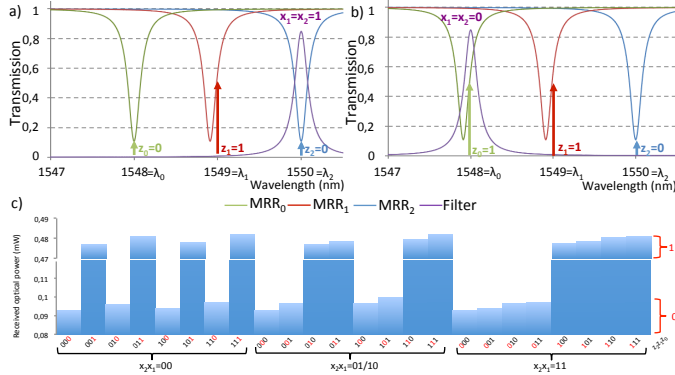 a)
Transmission
1
0,8
0,6
0,4
0,2
0
x1=x2=1
z0=0
z1=1
z2=0
1547
1548=λ0
1549=λ1
1550=λ2
Wavelength (nm)
b)
Transmission
1
0,8
0,6
0,4
0,2
0
x1=x2=0
z0=1
z1=1
z2=0
1547
1548=λ0
1549=λ1
1550=λ2
Wavelength (nm)
MRR0
MRR1
MRR2
Filter
c)
Received optical power (mW)
0,49
0,48
0,47
0,1
0,09
0,08
1
0
000 001 010 011 100 101 110 111 000 001 010 011 100 101 110 111 000 001 010 011 100 101 110 111
z2z1z0
x2x1=00
x2x1=01/10
x2x1=11